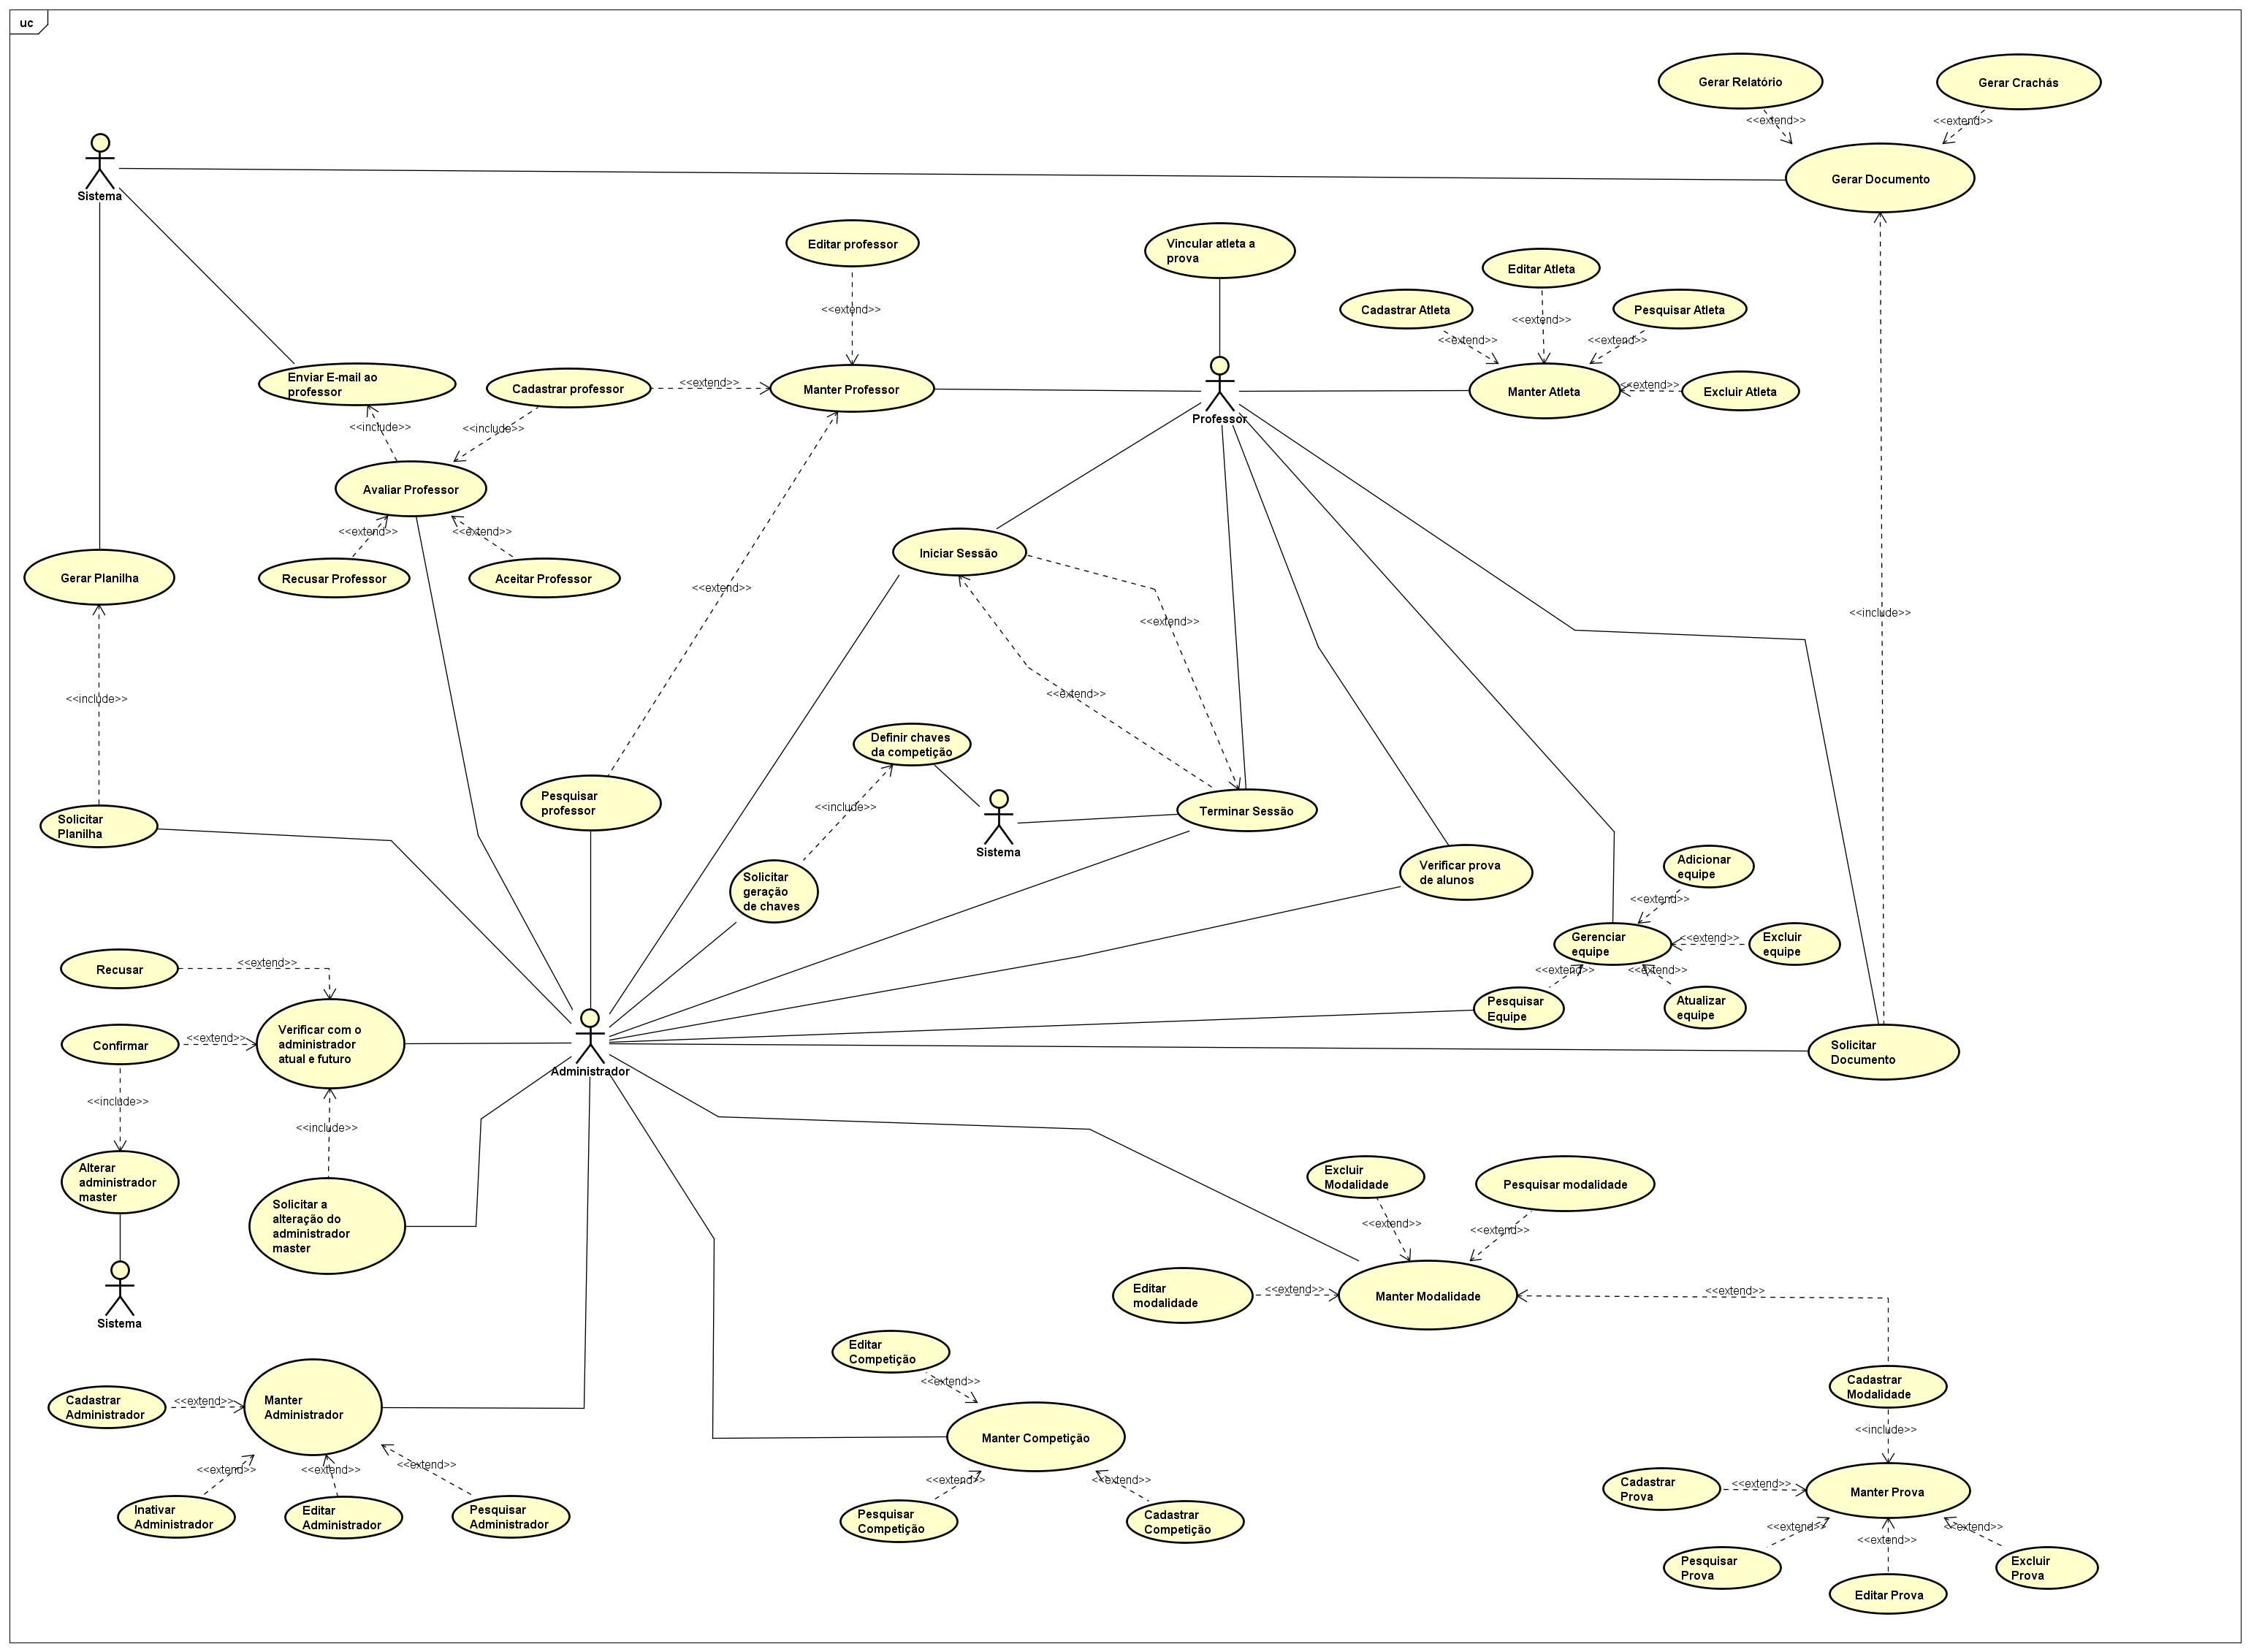 uc
Gerar Relatório
Gerar Crachás
<<extend>>
<<extend>>
Gerar Documento
Sistema
Editar professor
Vincular atleta a
prova
Editar Atleta
Cadastrar Atleta
Pesquisar Atleta
<<extend>>
<<extend>>
<<extend>>
<<extend>>
Enviar E-mail ao
professor
Cadastrar professor
<<extend>>
Manter Professor
Professor
Manter Atleta
<<extend>>
Excluir Atleta
<<include>>
<<include>>
Avaliar Professor
<<extend>>
<<extend>>
Iniciar Sessão
Gerar Planilha
Recusar Professor
Aceitar Professor
<<extend>>
<<extend>>
<<include>>
<<include>>
<<extend>>
Definir chaves
da competição
Pesquisar
professor
<<include>>
Terminar Sessão
Solicitar
Planilha
Sistema
Verificar prova
de alunos
Adicionar
equipe
Solicitar
geração
de chaves
<<extend>>
Gerenciar
equipe
<<extend>>
Excluir
equipe
Recusar
<<extend>>
<<extend>>
<<extend>>
Pesquisar
Equipe
Atualizar
equipe
Confirmar
<<extend>>
Verificar com o
administrador
atual e futuro
Administrador
Solicitar
Documento
<<include>>
<<include>>
Alterar
administrador
master
Excluir
Modalidade
Pesquisar modalidade
Solicitar a
alteração do
administrador
master
<<extend>>
<<extend>>
Sistema
Editar
modalidade
<<extend>>
Manter Modalidade
<<extend>>
Editar
Competição
Cadastrar
Administrador
<<extend>>
Manter
Administrador
<<extend>>
Cadastrar
Modalidade
Manter Competição
<<include>>
<<extend>>
<<extend>>
<<extend>>
<<extend>>
<<extend>>
Cadastrar
Prova
<<extend>>
Manter Prova
Inativar
Administrador
Editar
Administrador
Pesquisar
Administrador
Pesquisar
Competição
Cadastrar
Competição
<<extend>>
<<extend>>
<<extend>>
Pesquisar
Prova
Editar Prova
Excluir
Prova